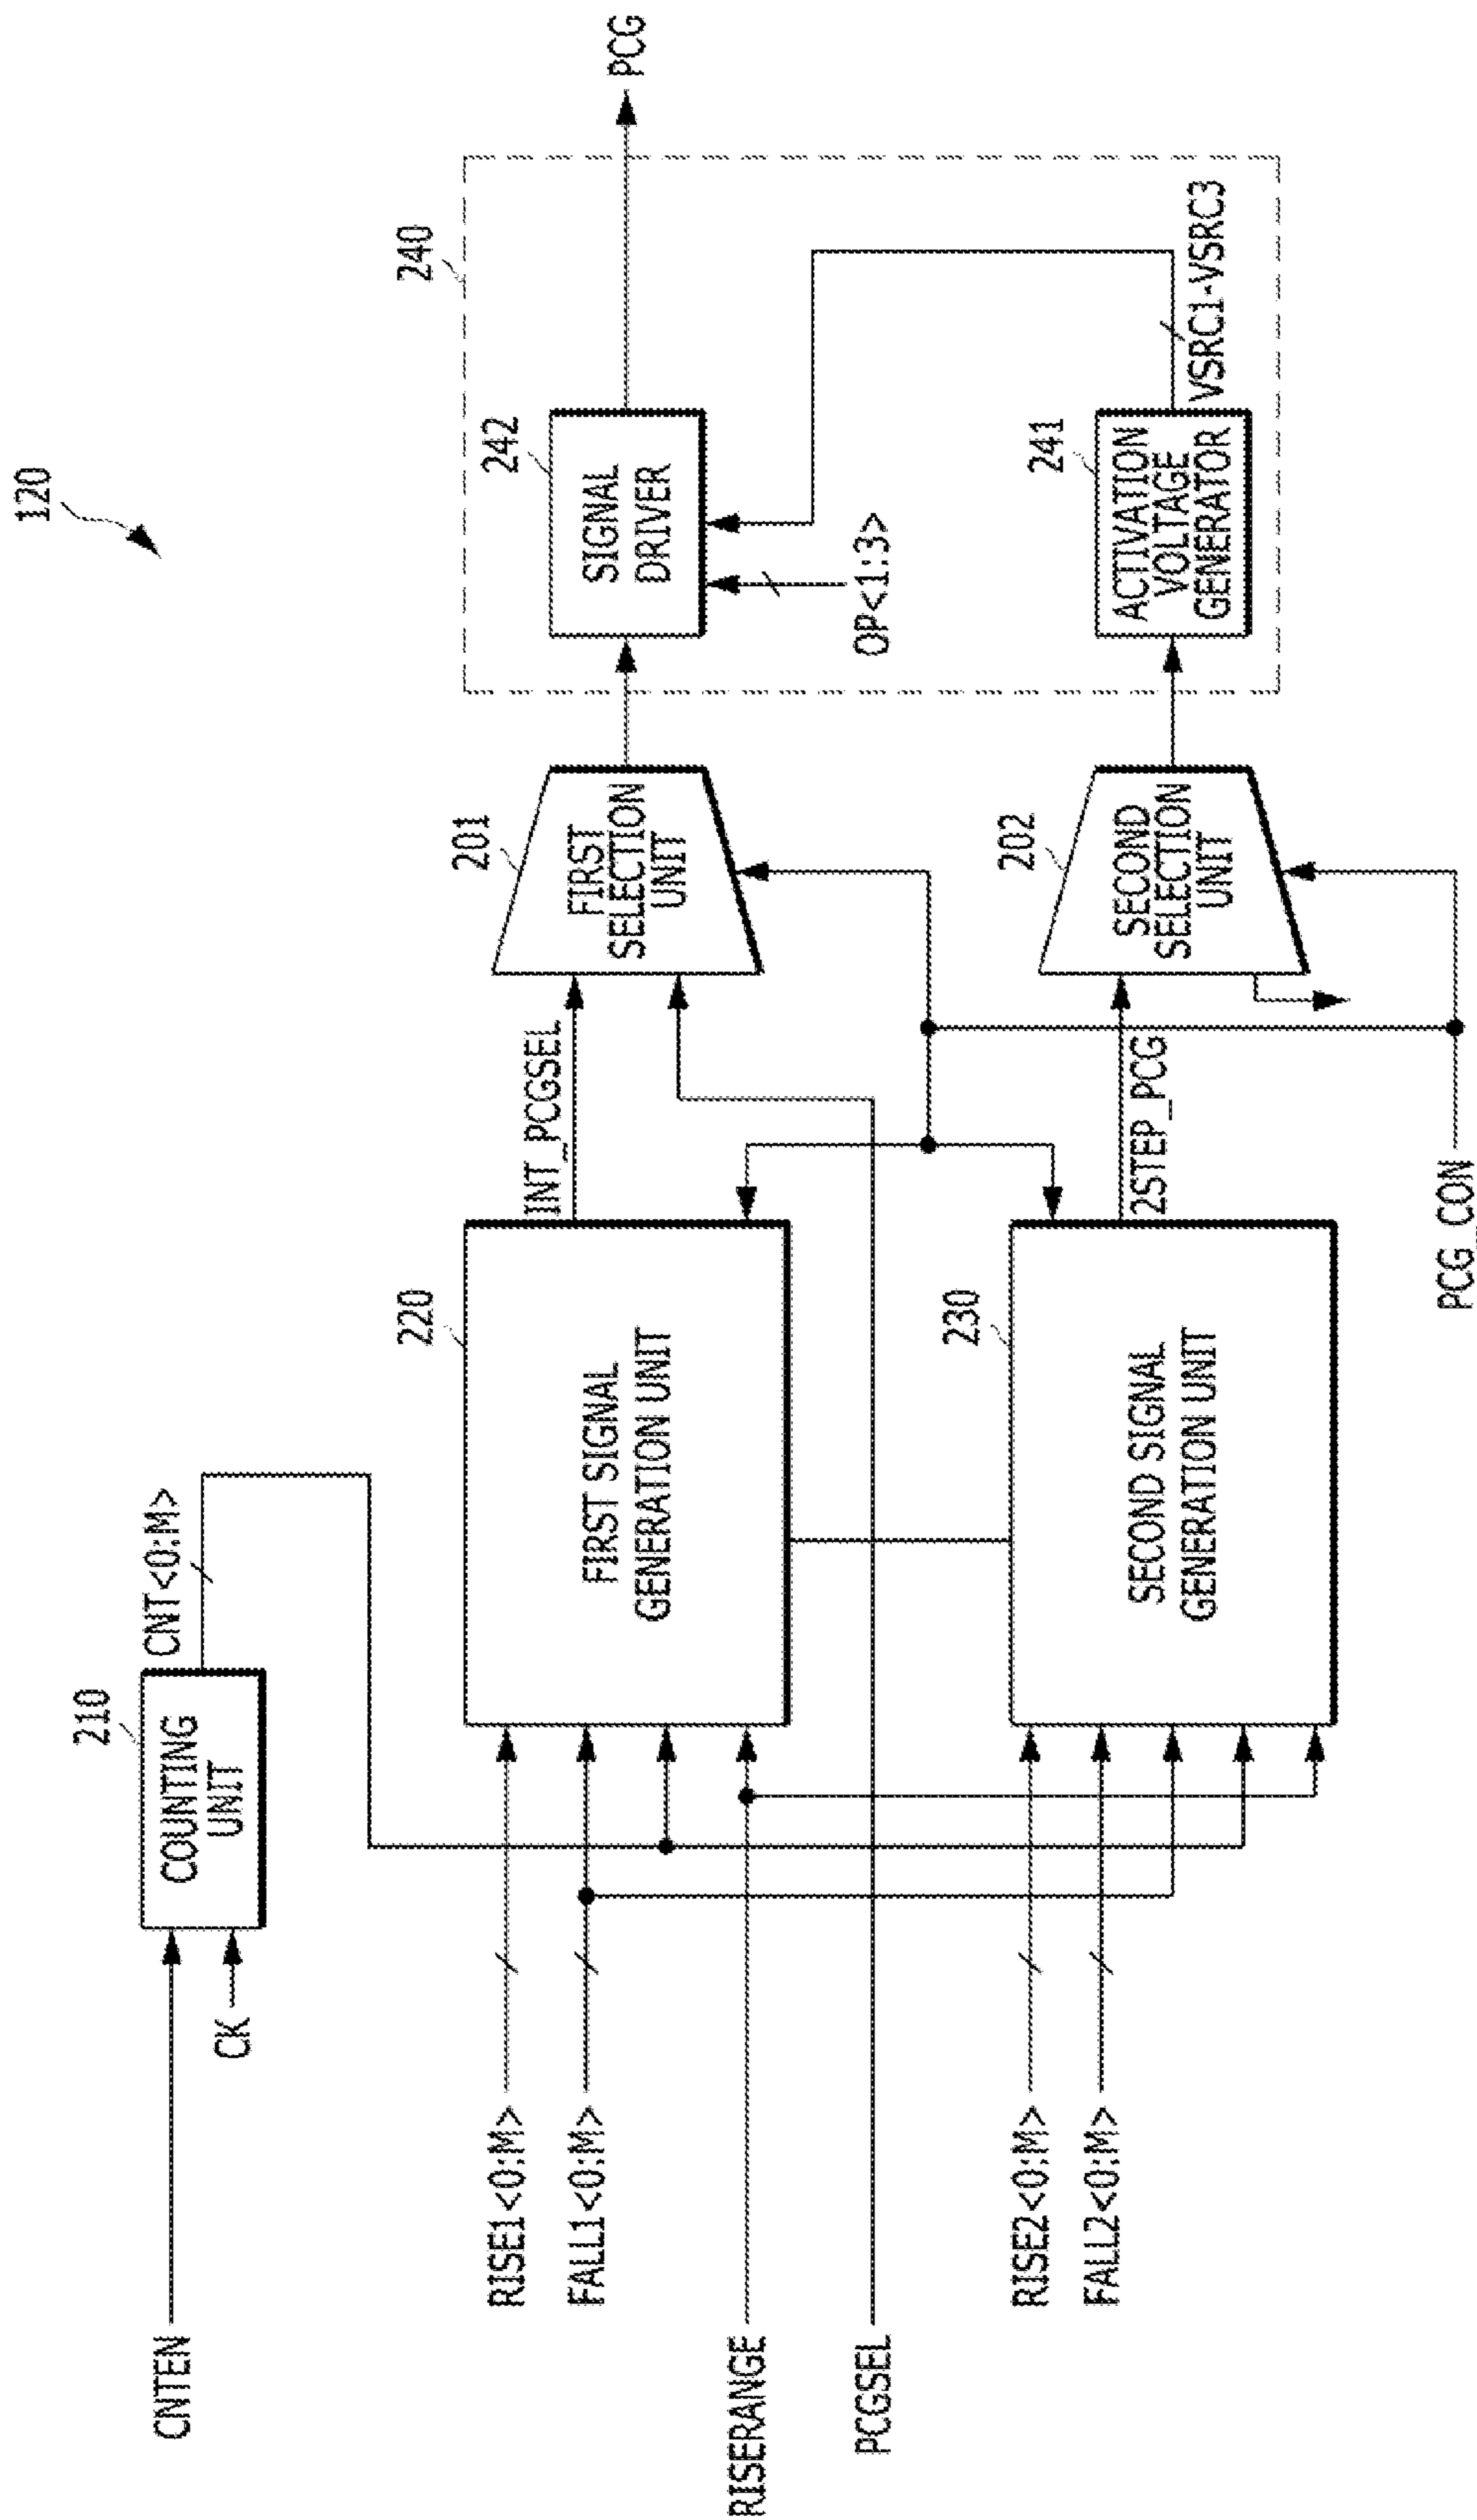 120
CNTEN
CK
210
COUNTING
UNIT
CNT<0:M>
RISE1<0:M>
FALL1<0:M>
RISERANGE
PCGSEL
220
FIRST SIGNAL
GENERATION UNIT
INT_PCGSEL
201
FIRST
SELECTION
UNIT
240
242
SIGNAL
DRIVER
PCG
OP<1:3>
RISE2<0:M>
FALL2<0:M>
230
SECOND SIGNAL
GENERATION UNIT
2STEP_PCG
202
SECOND
SELECTION
UNIT
241
ACTIVATION
VOLTAGE
GENERATOR
VSRC1-VSRC3
PCG_CON